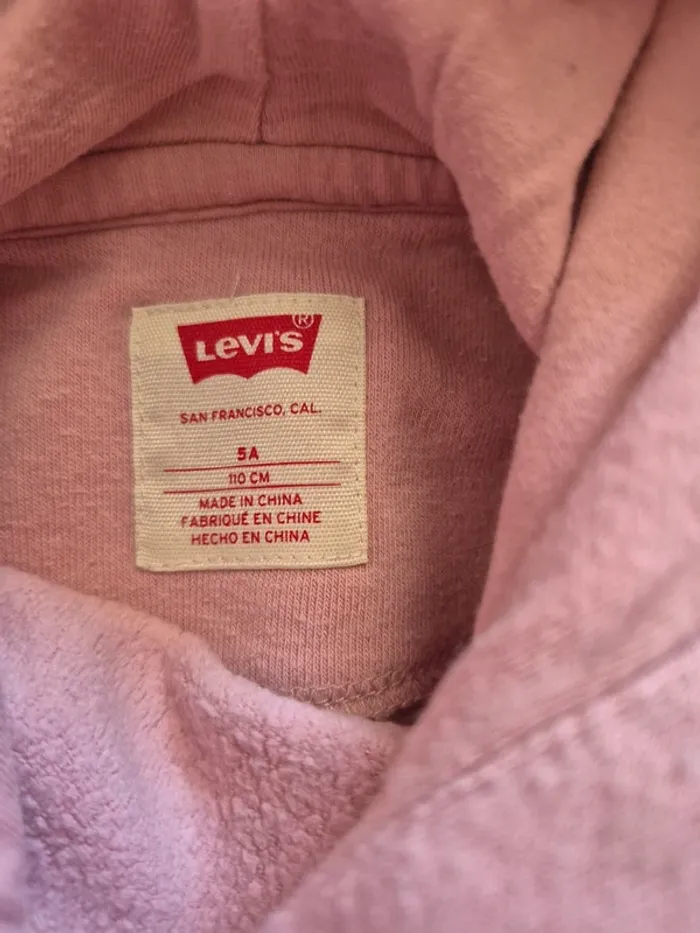 Levi's ®
SAN FRANCISCO, CAL.
5A
110 CM
MADE IN CHINA
FABRIQUÉ EN CHINE
HECHO EN CHINA